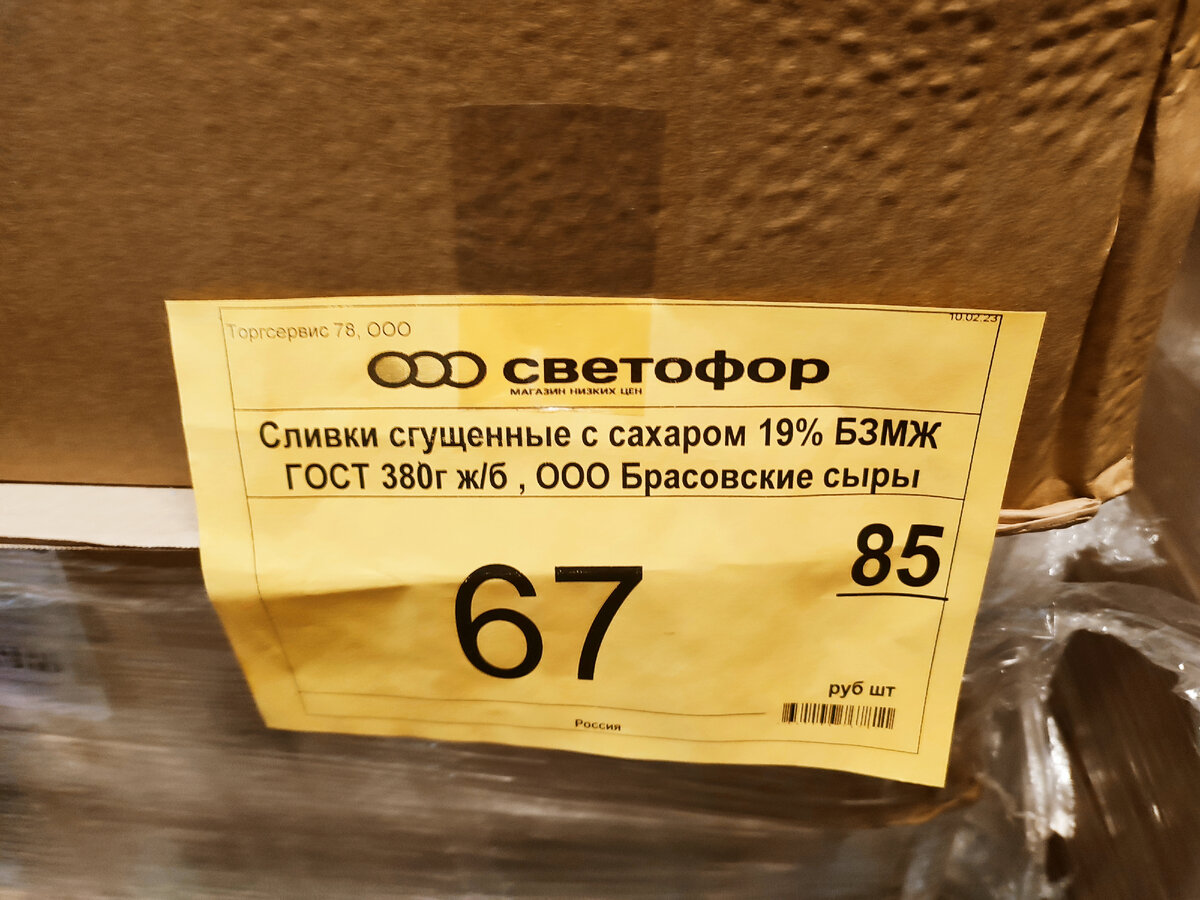 Торгсервис 78, ООО
10.02.23
светофор
МАГАЗИН НИЗКИХ ЦЕН
Сливки сгущенные с сахаром 19% БЗМЖ
ГОСТ 380г ж/б , ООО Брасовские сыры
67
85
руб шт
Россия